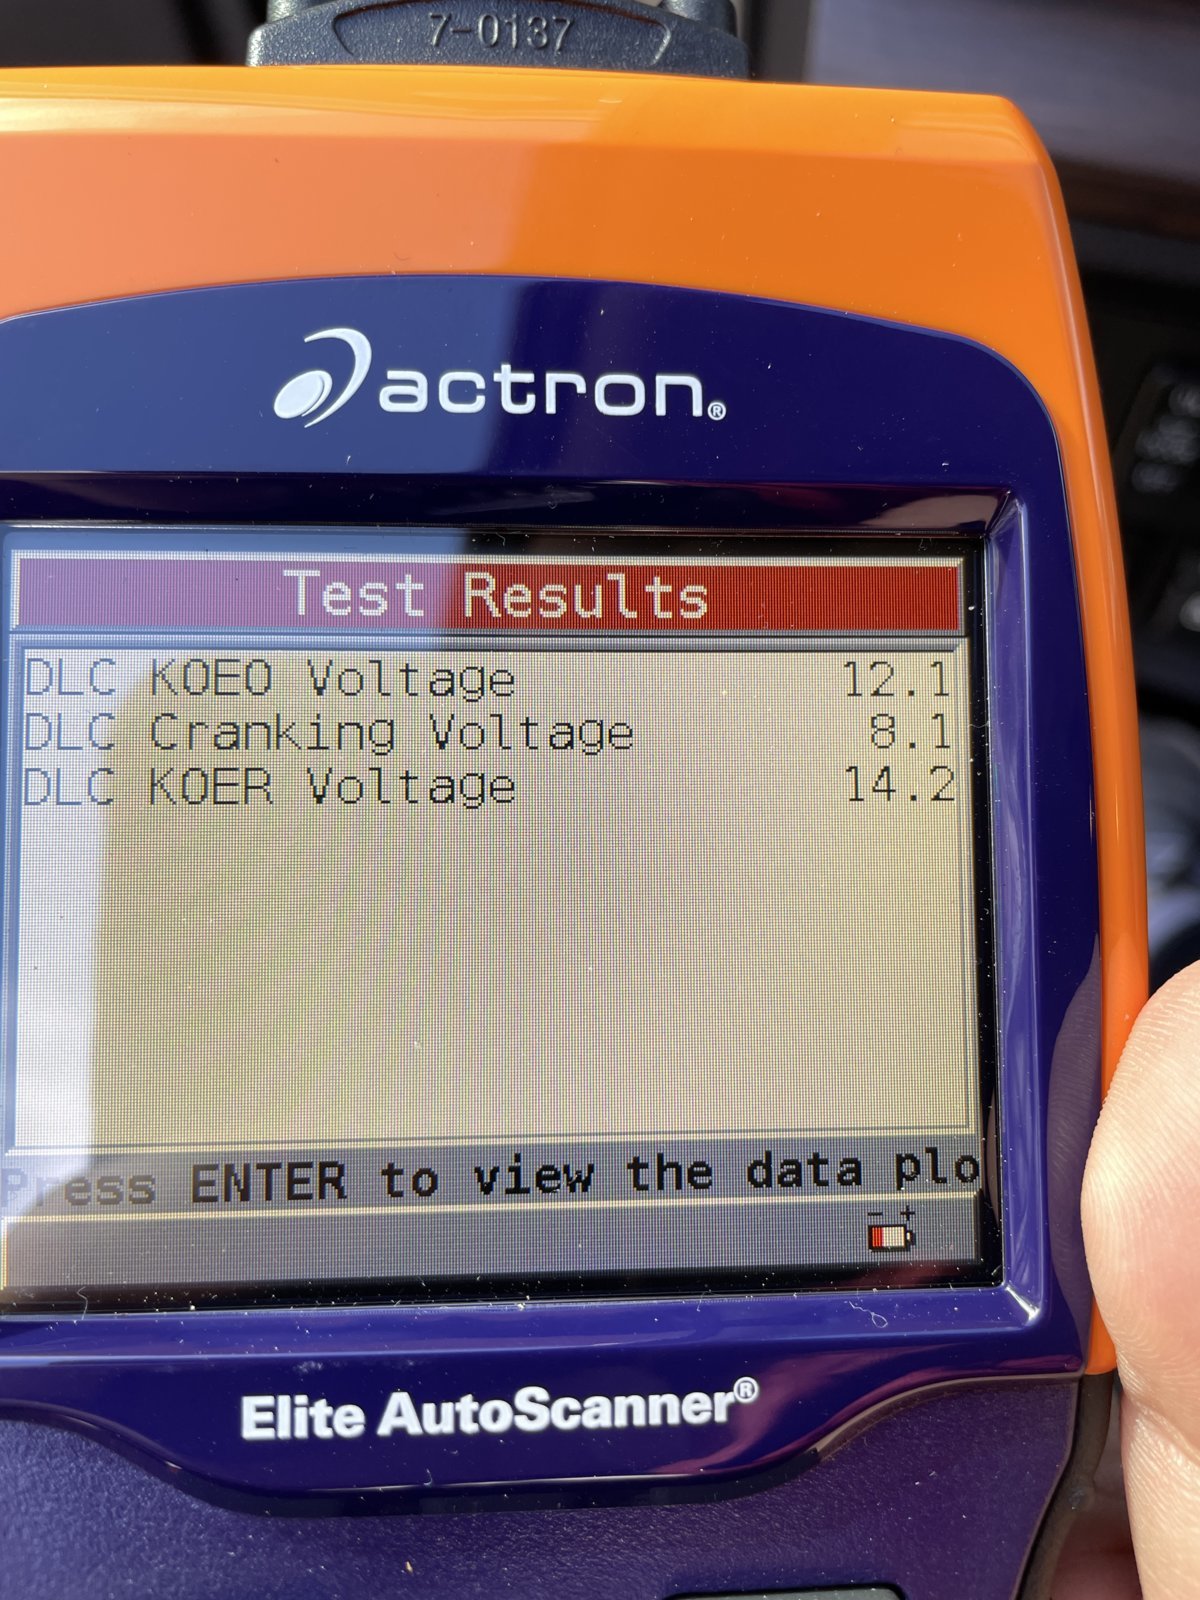 7-0137
actron®
Test Results
DLC KOEO Voltage 12.1
DLC Cranking Voltage 8.1
DLC KOER Voltage 14.2
Press ENTER to view the data plo
- +
Elite AutoScanner®